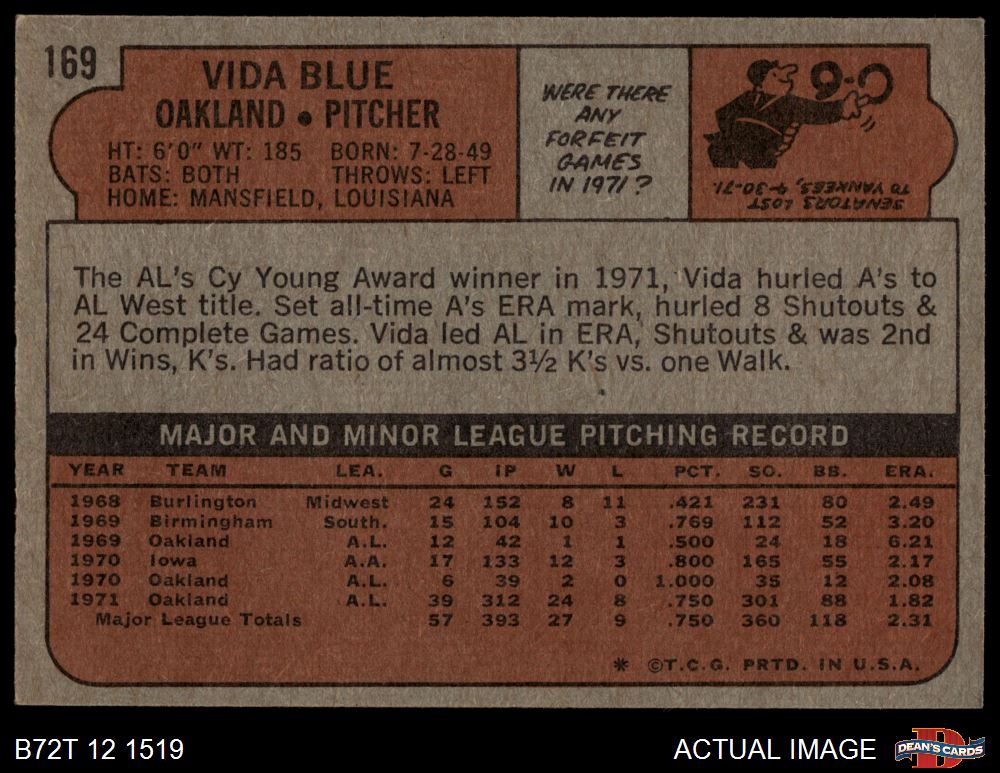 169
VIDA BLUE
OAKLAND • PITCHER
HT: 6'0" WT: 185 BORN: 7-28-49
BATS: BOTH THROWS: LEFT
HOME: MANSFIELD, LOUISIANA
WERE THERE
ANY
FORFEIT
GAMES
IN 1971?
9-0
SENATORS LOST
TO YANKEES, 9-30-71.
The AL's Cy Young Award winner in 1971, Vida hurled A's to
AL West title. Set all-time A's ERA mark, hurled 8 Shutouts &
24 Complete Games. Vida led AL in ERA, Shutouts & was 2nd
in Wins, K's. Had ratio of almost 3½ K's vs. one Walk.
MAJOR AND MINOR LEAGUE PITCHING RECORD
YEAR TEAM LEA. G IP W L PCT. SO. BB. ERA.
1968 Burlington Midwest 24 152 8 11 .421 231 80 2.49
1969 Birmingham South. 15 104 10 3 .769 112 52 3.20
1969 Oakland A.L. 12 42 1 1 .500 24 18 6.21
1970 Iowa A.A. 17 133 12 3 .800 165 55 2.17
1970 Oakland A.L. 6 39 2 0 1.000 35 12 2.08
1971 Oakland A.L. 39 312 24 8 .750 301 88 1.82
Major League Totals 57 393 27 9 .750 360 118 2.31
* ©T.C.G. PRTD. IN U.S.A.
B72T 12 1519
ACTUAL IMAGE
D
DEAN'S CARDS